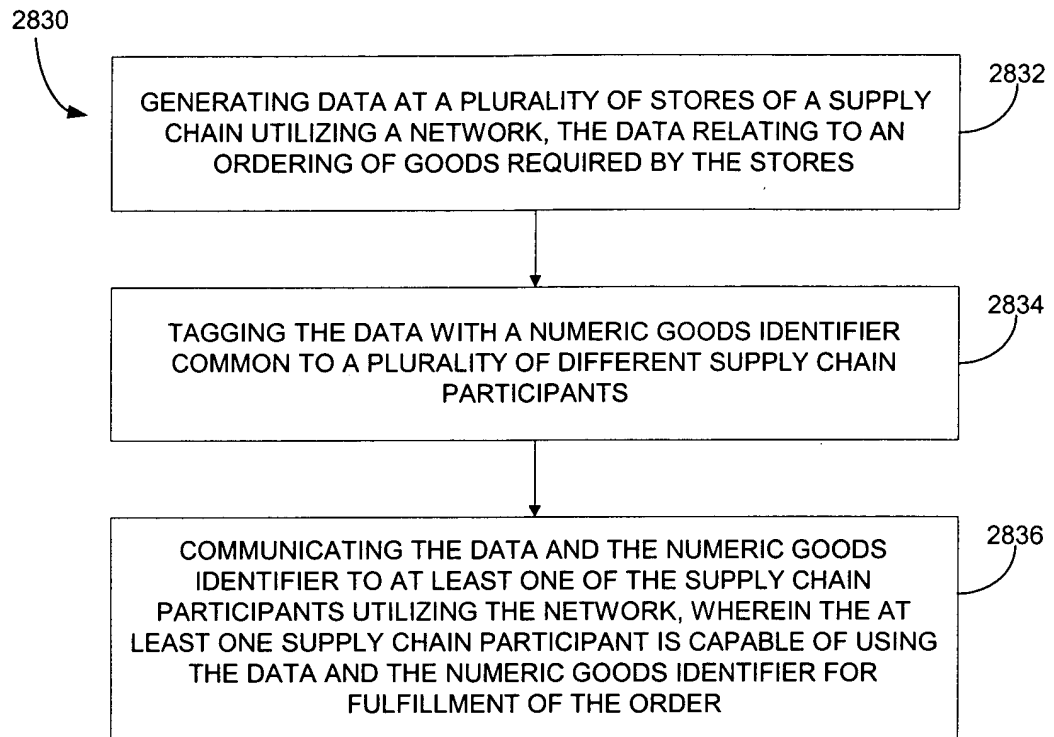 2830
2832
GENERATING DATA AT A PLURALITY OF STORES OF A SUPPLY
CHAIN UTILIZING A NETWORK, THE DATA RELATING TO AN
ORDERING OF GOODS REQUIRED BY THE STORES
2834
TAGGING THE DATA WITH A NUMERIC GOODS IDENTIFIER
COMMON TO A PLURALITY OF DIFFERENT SUPPLY CHAIN
PARTICIPANTS
2836
COMMUNICATING THE DATA AND THE NUMERIC GOODS
IDENTIFIER TO AT LEAST ONE OF THE SUPPLY CHAIN
PARTICIPANTS UTILIZING THE NETWORK, WHEREIN THE AT
LEAST ONE SUPPLY CHAIN PARTICIPANT IS CAPABLE OF USING
THE DATA AND THE NUMERIC GOODS IDENTIFIER FOR
FULFILLMENT OF THE ORDER